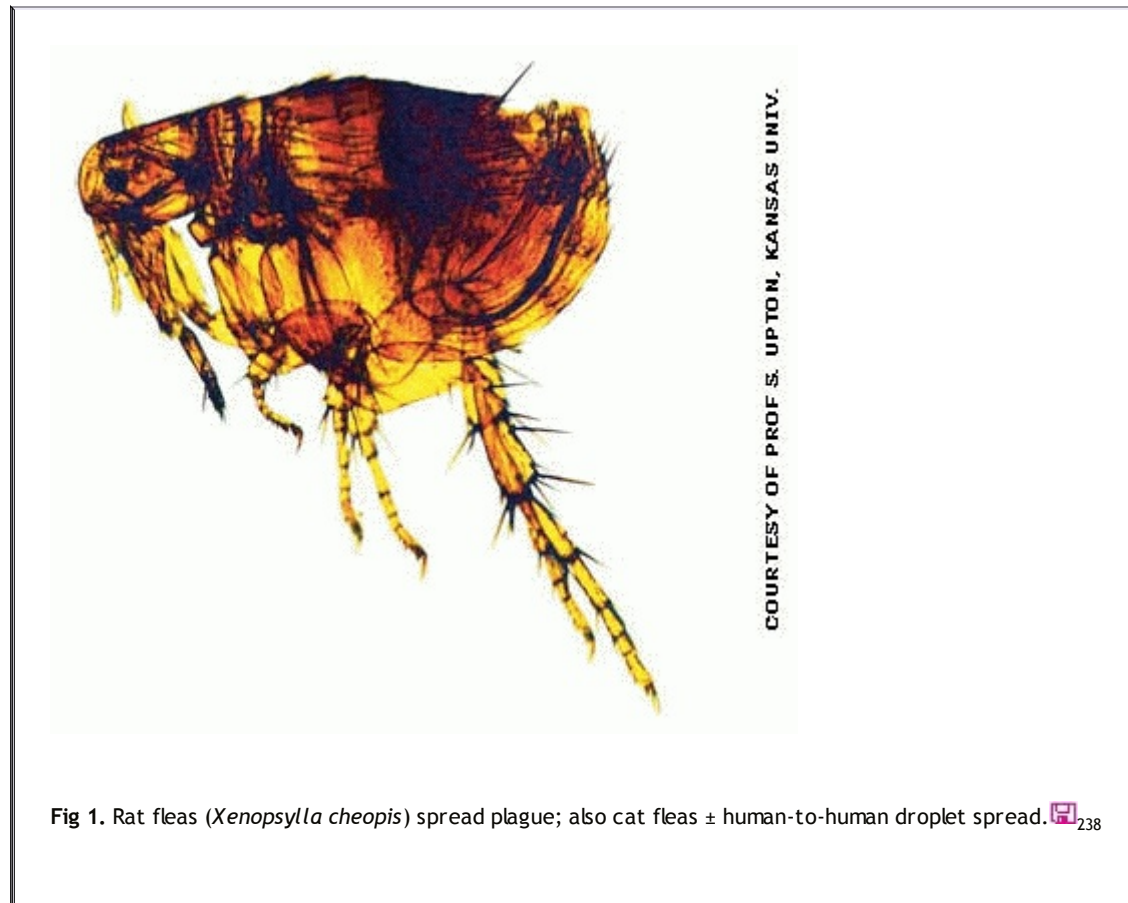 COURTESY OF PROF S. UPTON, KANSAS UNIV.
Fig 1. Rat fleas (Xenopsylla cheopis) spread plague; also cat fleas ± human-to-human droplet spread.238